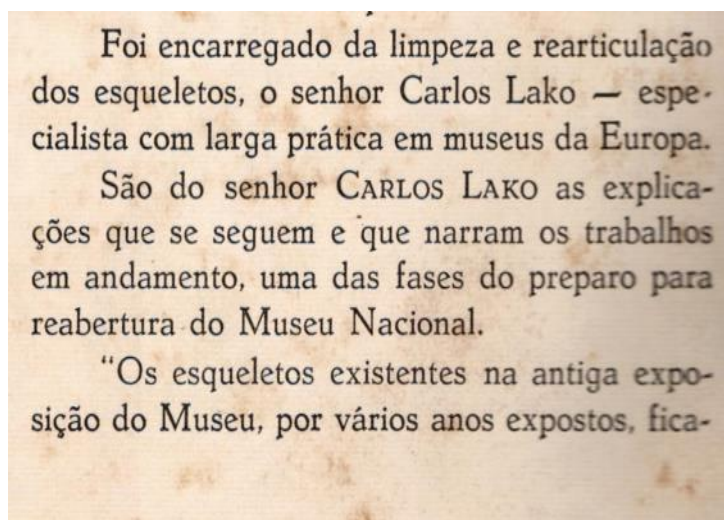 Foi encarregado da limpeza e rearticulação
dos esqueletos, o senhor Carlos Lako — espe-
cialista com larga prática em museus da Europa.
São do senhor CARLOS LAKO as explica-
ções que se seguem e que narram os trabalhos
em andamento, uma das fases do preparo para
reabertura do Museu Nacional.
“Os esqueletos existentes na antiga expo-
sição do Museu, por vários anos expostos, fica-